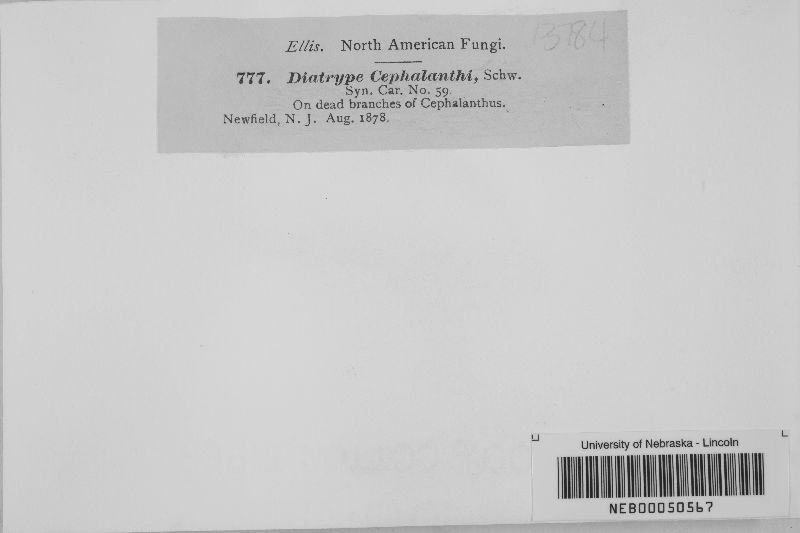 13784
Ellis. North American Fungi.
777. Diatrype Cephalanthi, Schw.
Syn. Car. No. 59.
On dead branches of Cephalanthus.
Newfield, N. J. Aug. 1878.
University of Nebraska - Lincoln
NEB00050567